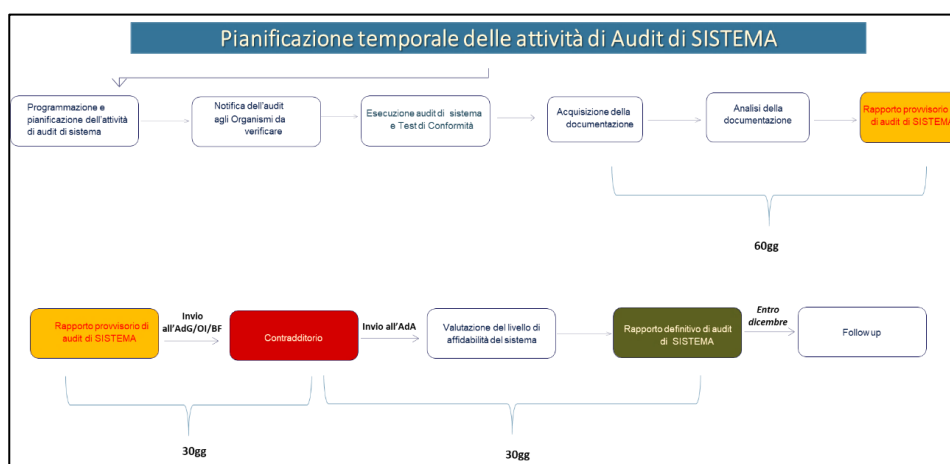 Pianificazione temporale delle attività di Audit di SISTEMA
Programmazione e
pianificazione dell'attività
di audit di sistema
Notifica dell'audit
agli Organismi da
verificare
Esecuzione audit di sistema
e Test di Conformità
Acquisizione della
documentazione
Analisi della
documentazione
Rapporto provvisorio
di audit di SISTEMA
60gg
Rapporto provvisorio di
audit di SISTEMA
Invio
all'AdG/OI/BF
Contradditorio
Invio all'AdA
Valutazione del livello di
affidabilità del sistema
Rapporto definitivo di audit
di SISTEMA
Entro
dicembre
Follow up
30gg
30gg